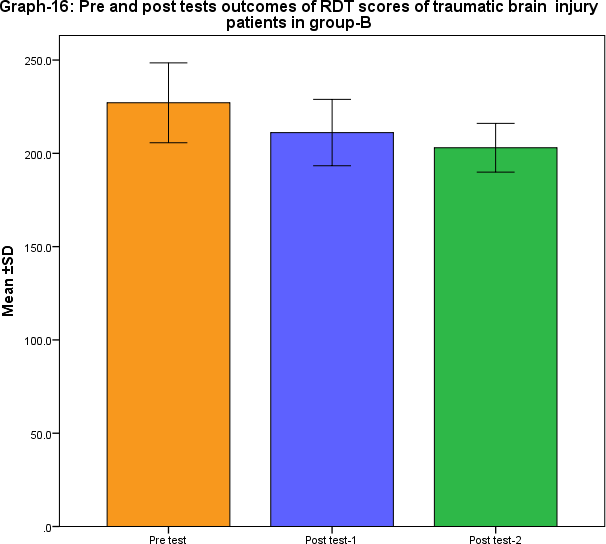 Graph-16: Pre and post tests outcomes of RDT scores of traumatic brain injury
patients in group-B
250.0
200.0
150.0
100.0
50.0
.0
Mean ±SD
Pre test
Post test-1
Post test-2